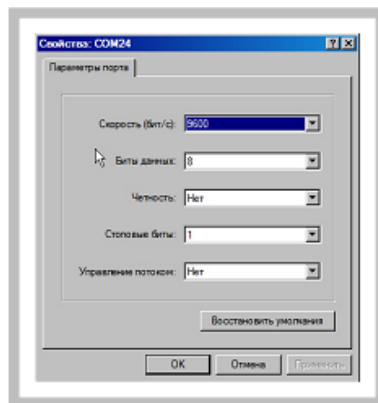 Свойства: COM24
Параметры порта
Скорость (бит/с): 9600
Биты данных: 8
Четность: Нет
Стоповые биты: 1
Управление потоком: Нет
Восстановить умолчания
OK Отмена Применить